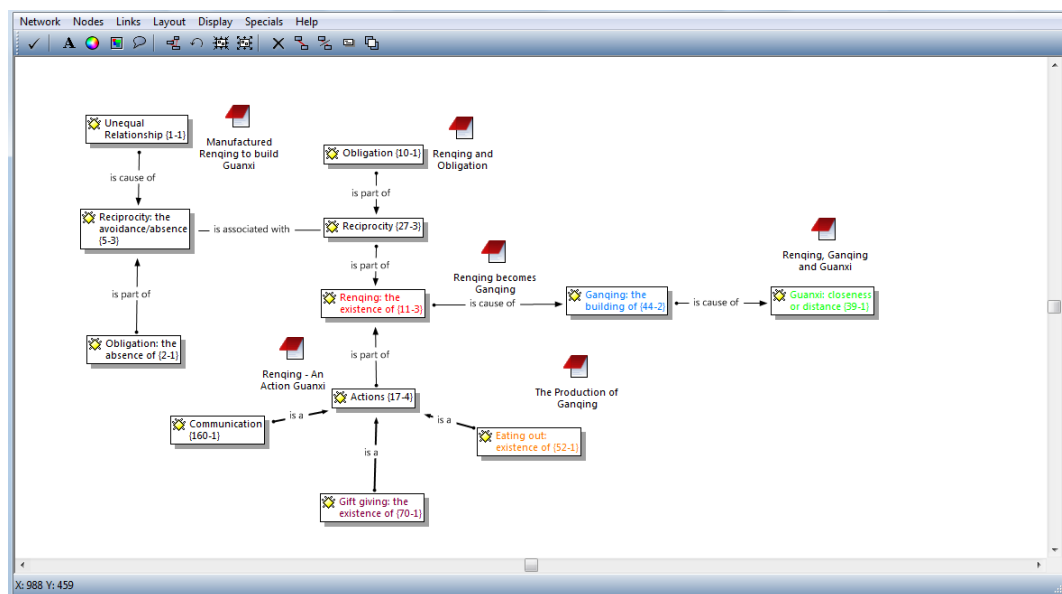 Network Nodes Links Layout Display Specials Help
A
Unequal
Relationship {1-1}
Manufactured
Renqing to build
Guanxi
Obligation {10-1}
Renqing and
Obligation
is cause of
is part of
Reciprocity: the
avoidance/absence
{5-3}
is associated with
Reciprocity {27-3}
Renqing, Ganqing
and Guanxi
is part of
Renqing becomes
Ganqing
is part of
Renqing: the
existence of {11-3}
is cause of
Ganqing: the
building of {44-2}
is cause of
Guanxi: closeness
or distance {39-1}
Obligation: the
absence of {2-1}
is part of
Renqing - An
Action Guanxi
The Production of
Ganqing
Actions {17-4}
is a
Communication
{160-1}
is a
Eating out:
existence of {52-1}
is a
Gift giving: the
existence of {70-1}
X: 988 Y: 459